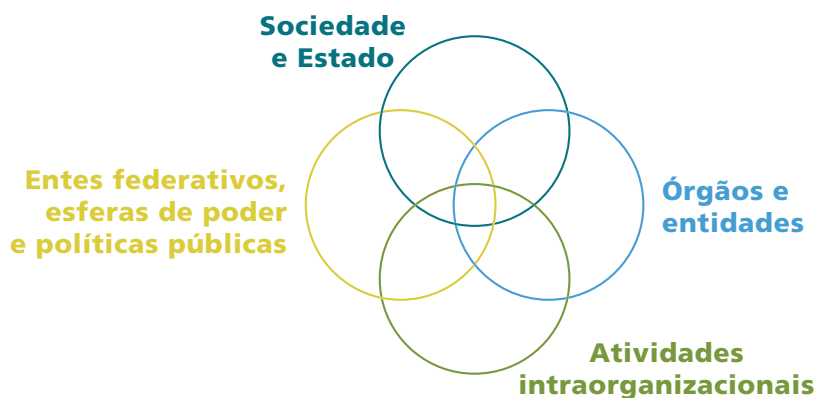 Sociedade
e Estado
Entes federativos,
esferas de poder
e políticas públicas
Órgãos e
entidades
Atividades
intraorganizacionais